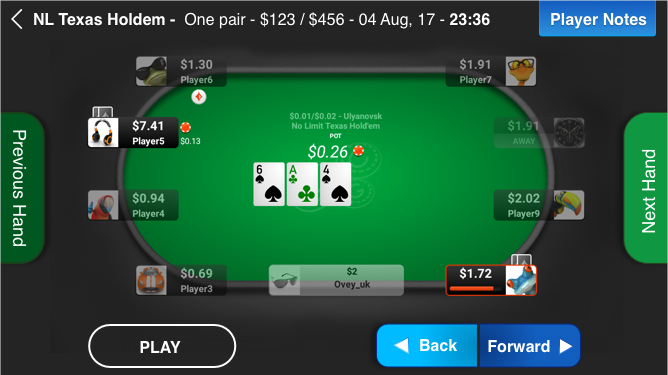 NL Texas Holdem - One pair - $123 / $456 - 04 Aug, 17 - 23:36
Player Notes
$1.30
Player6
$1.91
Player7
$0.01/$0.02 - Ulyanovsk
No Limit Texas Hold'em
POT
$0.26
$7.41
Player5
$0.13
$1.91
AWAY
Previous Hand
Next Hand
6
A
4
$0.94
Player4
$2.02
Player9
$0.69
Player3
$2
Ovey_uk
$1.72
PLAY
Back
Forward